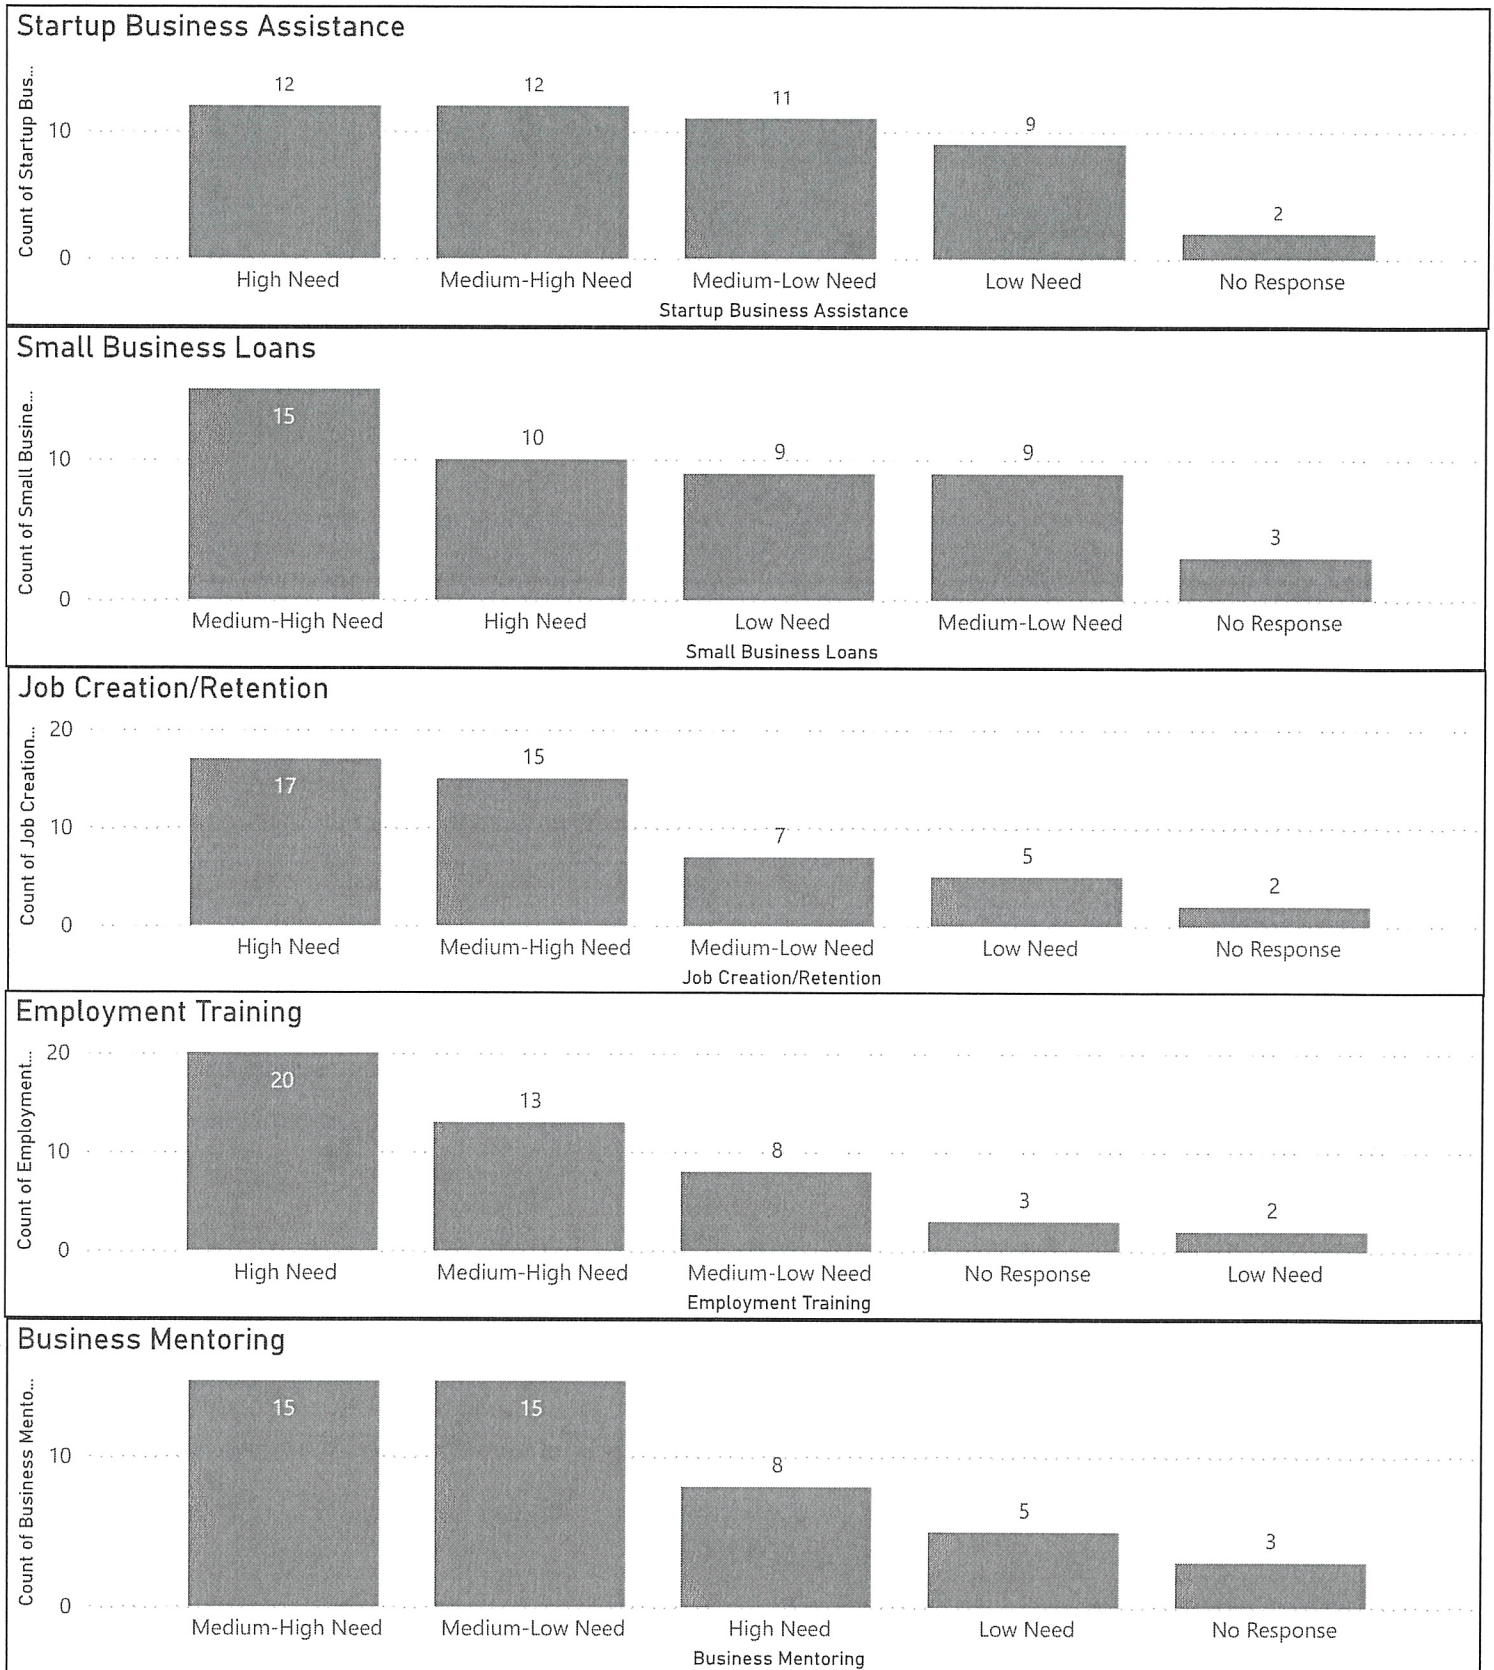 Startup Business Assistance
Count of Startup Bus...
12
12
11
9
2
10
0
High Need
Medium-High Need
Medium-Low Need
Low Need
No Response
Startup Business Assistance
Small Business Loans
Count of Small Busine...
15
10
9
9
3
10
0
Medium-High Need
High Need
Low Need
Medium-Low Need
No Response
Small Business Loans
Job Creation/Retention
Count of Job Creation...
20
17
15
7
5
2
10
0
High Need
Medium-High Need
Medium-Low Need
Low Need
No Response
Job Creation/Retention
Employment Training
Count of Employment...
20
20
13
8
3
2
10
0
High Need
Medium-High Need
Medium-Low Need
No Response
Low Need
Employment Training
Business Mentoring
Count of Business Mento...
15
15
8
5
3
10
0
Medium-High Need
Medium-Low Need
High Need
Low Need
No Response
Business Mentoring